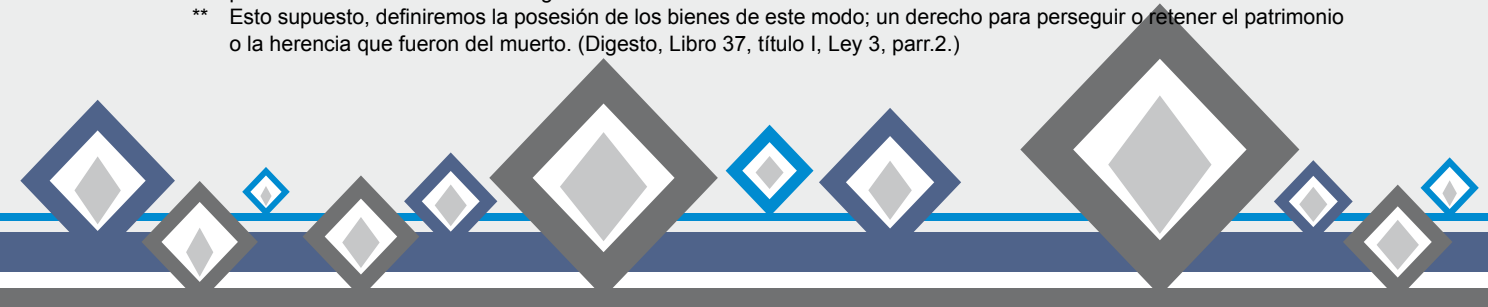 ** Esto supuesto, definiremos la posesión de los bienes de este modo; un derecho para perseguir o retener el patrimonio
o la herencia que fueron del muerto. (Digesto, Libro 37, título I, Ley 3, parr.2.)